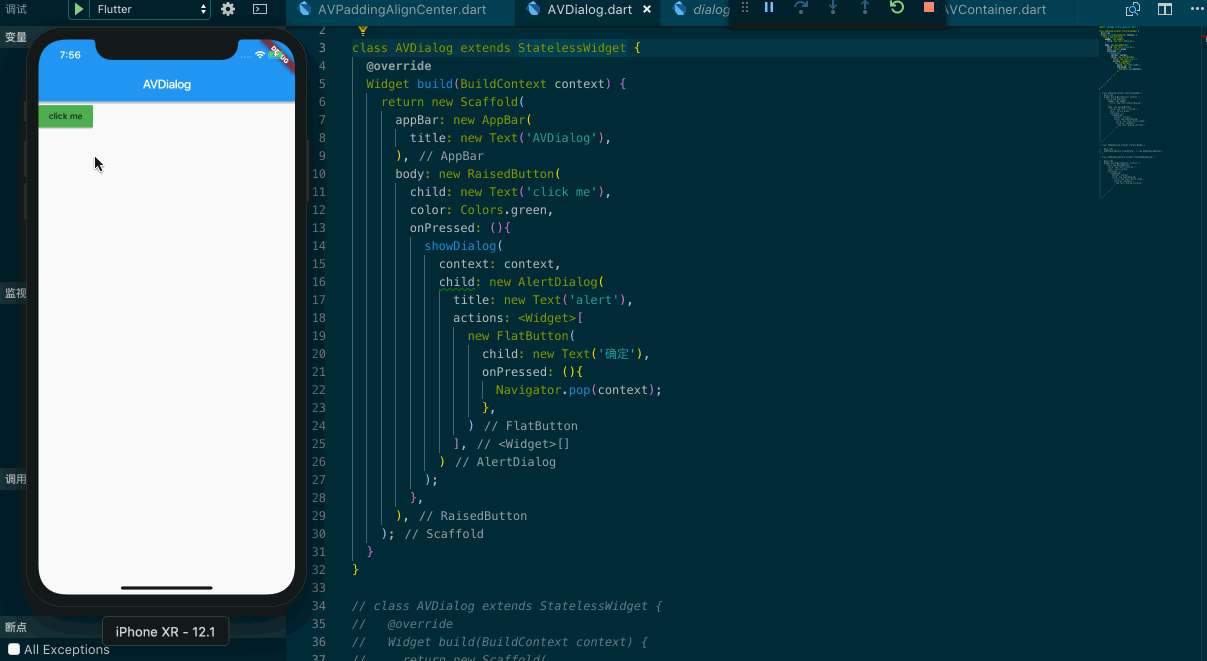 调试
Flutter
AVPaddingAlignCenter.dart
AVDialog.dart
dialog
AVContainer.dart
变量
监视
调用
断点
All Exceptions
7:56
AVDialog
click me
iPhone XR - 12.1
2
3 class AVDialog extends StatelessWidget {
4 @override
5 Widget build(BuildContext context) {
6 return new Scaffold(
7 appBar: new AppBar(
8 title: new Text('AVDialog'),
9 ), // AppBar
10 body: new RaisedButton(
11 child: new Text('click me'),
12 color: Colors.green,
13 onPressed: (){
14 showDialog(
15 context: context,
16 child: new AlertDialog(
17 title: new Text('alert'),
18 actions: <Widget>[
19 new FlatButton(
20 child: new Text('确定'),
21 onPressed: (){
22 Navigator.pop(context);
23 },
24 ) // FlatButton
25 ], // <Widget>[]
26 ) // AlertDialog
27 );
28 },
29 ), // RaisedButton
30 ); // Scaffold
31 }
32 }
33
34 // class AVDialog extends StatelessWidget {
35 // @override
36 // Widget build(BuildContext context) {
37 // return new Scaffold(